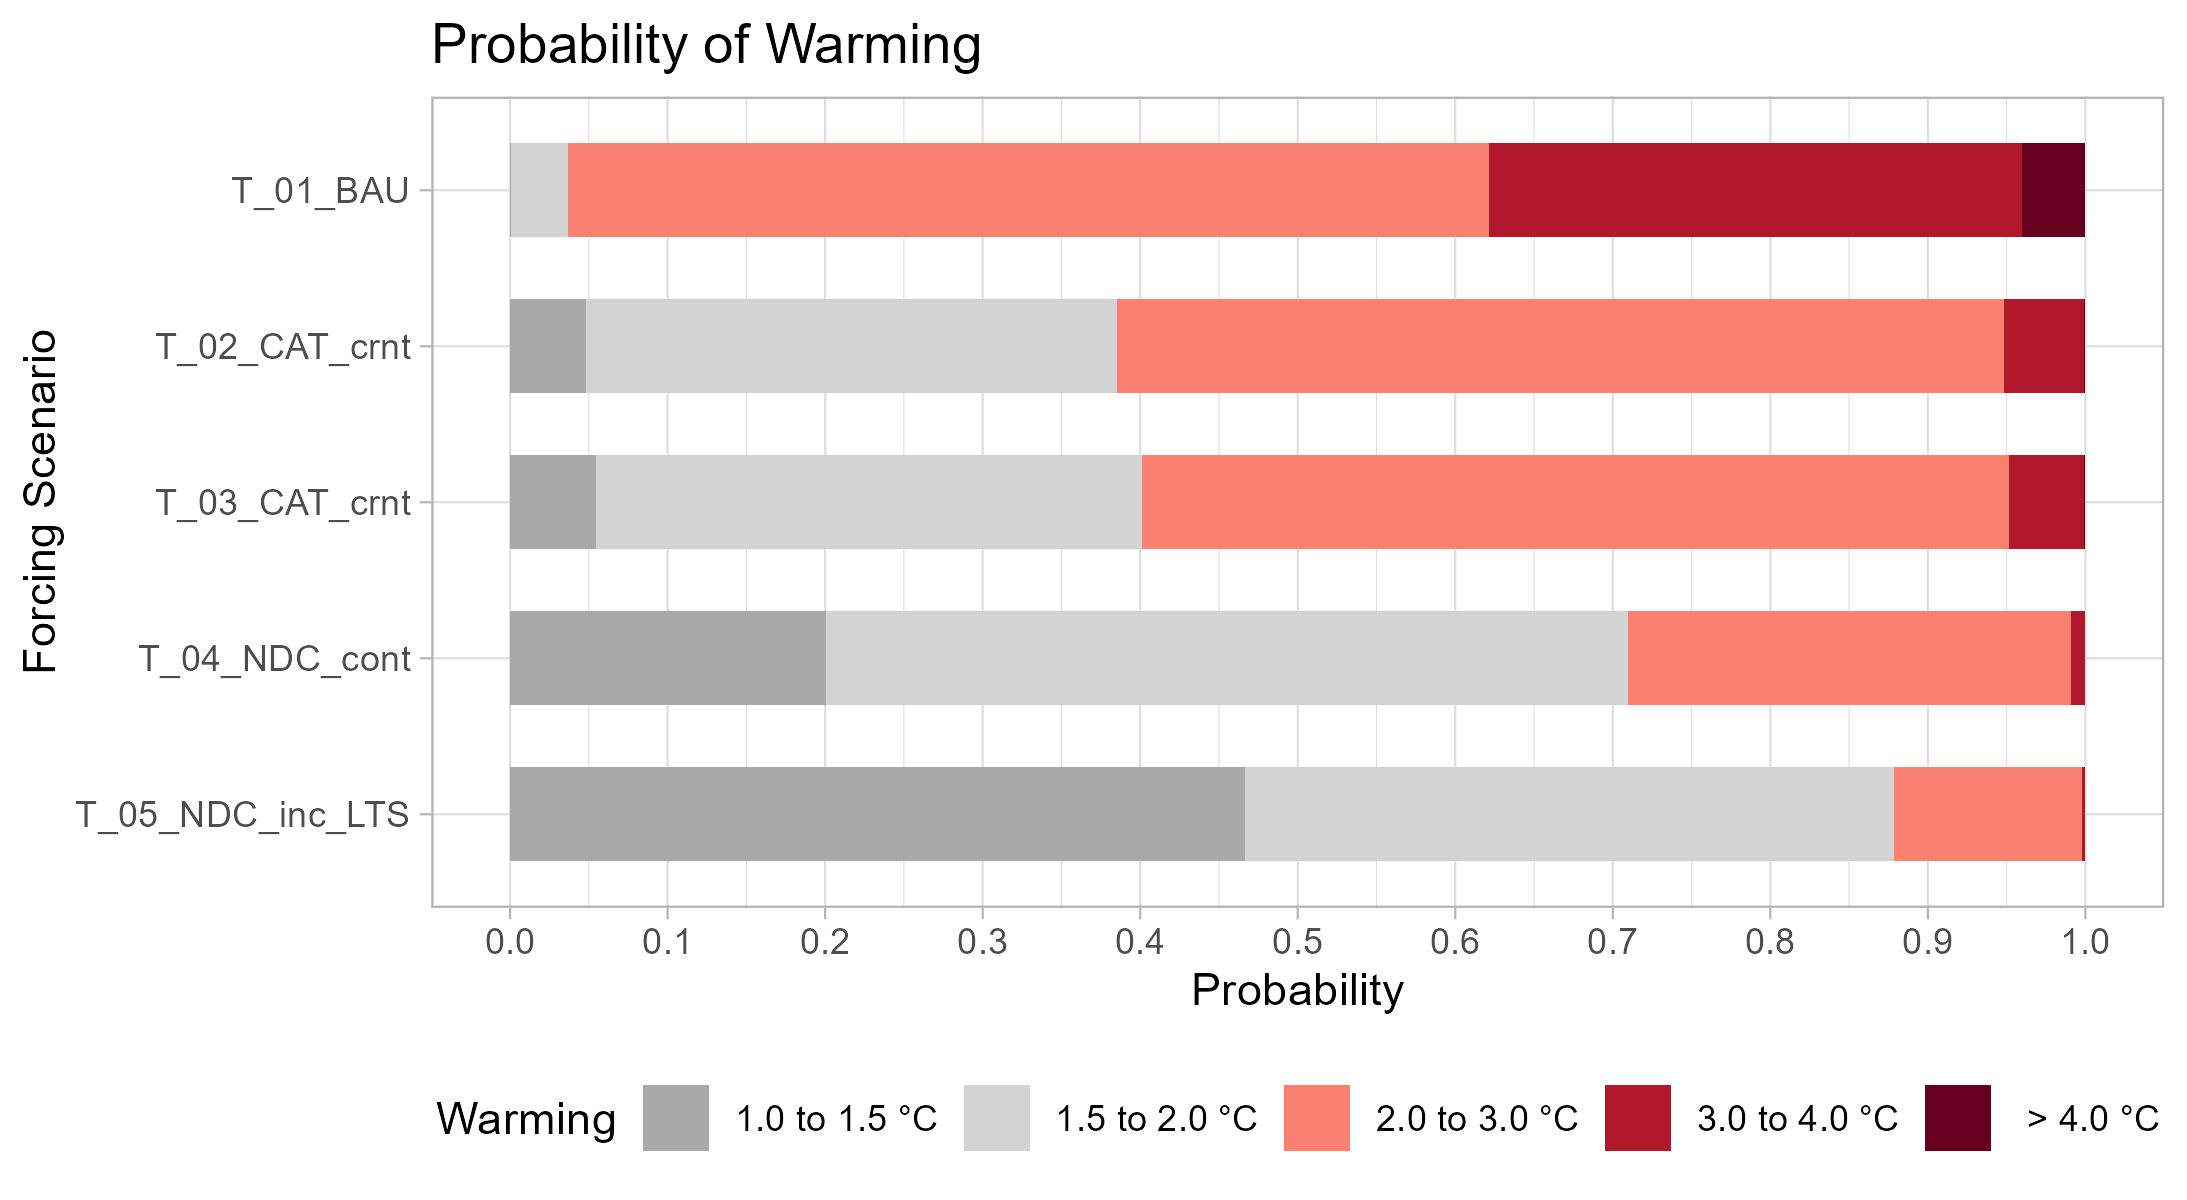 Probability of Warming
Forcing Scenario
T_01_BAU
T_02_CAT_crnt
T_03_CAT_crnt
T_04_NDC_cont
T_05_NDC_inc_LTS
0.0 0.1 0.2 0.3 0.4 0.5 0.6 0.7 0.8 0.9 1.0
Probability
Warming 1.0 to 1.5 °C 1.5 to 2.0 °C 2.0 to 3.0 °C 3.0 to 4.0 °C > 4.0 °C